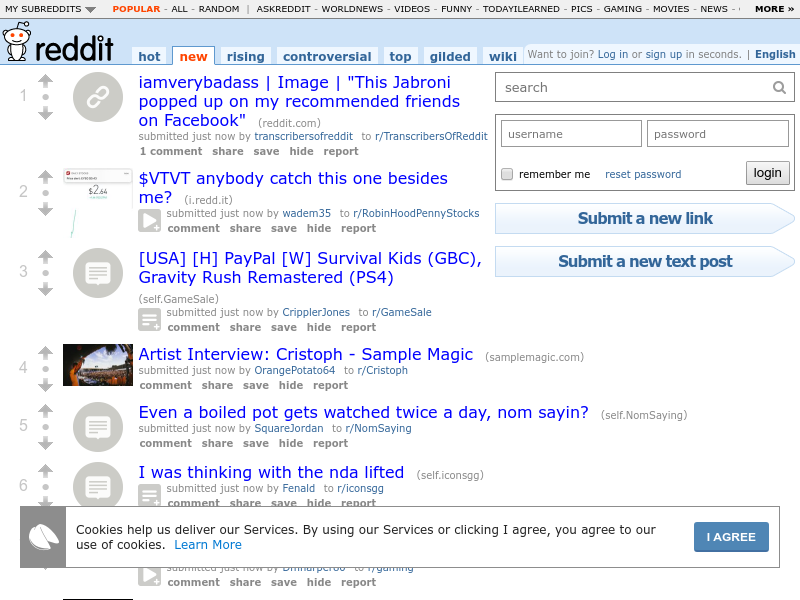 MY SUBREDDITS POPULAR - ALL - RANDOM | ASKREDDIT - WORLDNEWS - VIDEOS - FUNNY - TODAYILEARNED - PICS - GAMING - MOVIES - NEWS - MORE »
reddit hot new rising controversial top gilded wiki
Want to join? Log in or sign up in seconds. | English
1
iamverybadass | Image | "This Jabroni
popped up on my recommended friends
on Facebook" (reddit.com)
submitted just now by transcribersofreddit to r/TranscribersOfReddit
1 comment share save hide report
2
$2.64
$VTVT anybody catch this one besides
me? (i.redd.it)
submitted just now by wadem35 to r/RobinHoodPennyStocks
comment share save hide report
3
[USA] [H] PayPal [W] Survival Kids (GBC),
Gravity Rush Remastered (PS4)
(self.GameSale)
submitted just now by CripplerJones to r/GameSale
comment share save hide report
4
Artist Interview: Cristoph - Sample Magic (samplemagic.com)
submitted just now by OrangePotato64 to r/Cristoph
comment share save hide report
5
Even a boiled pot gets watched twice a day, nom sayin? (self.NomSaying)
submitted just now by SquareJordan to r/NomSaying
comment share save hide report
6
I was thinking with the nda lifted (self.iconsgg)
submitted just now by Fenald to r/iconsgg
comment share save hide report
search
username password
remember me reset password login
Submit a new link
Submit a new text post
Cookies help us deliver our Services. By using our Services or clicking I agree, you agree to our
use of cookies. Learn More
I AGREE
submitted just now by to r/gaming
comment share save hide report